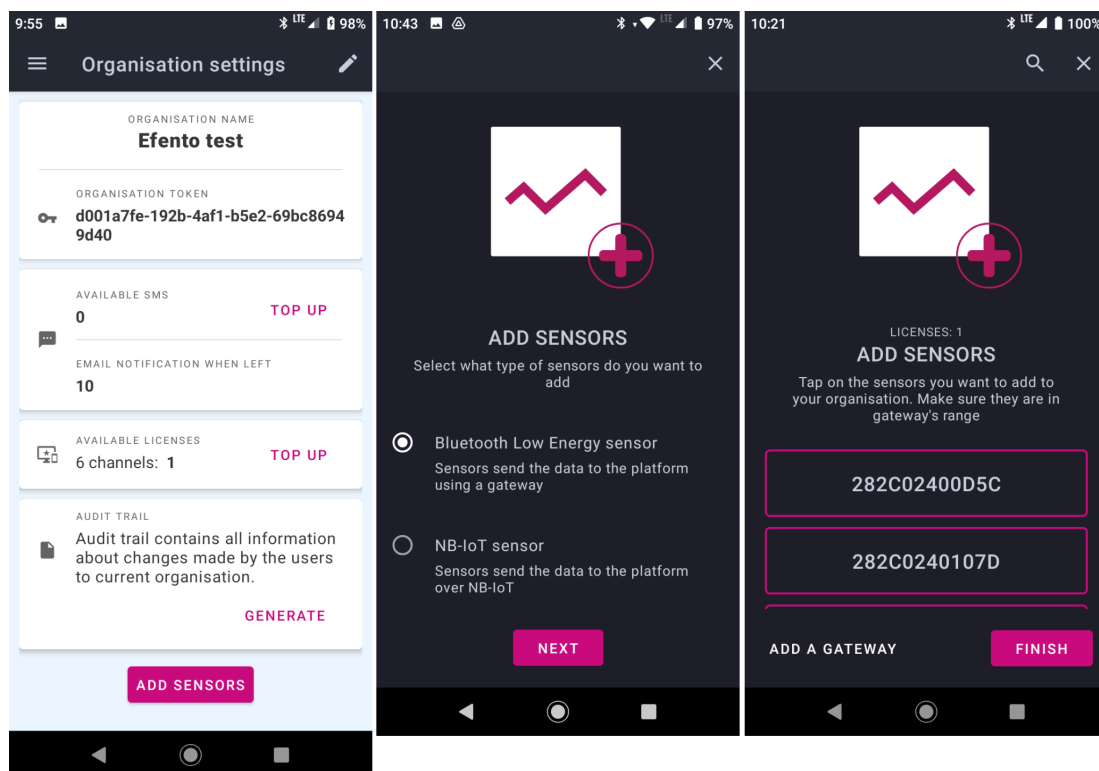 9:55
LTE
98%
Organisation settings
ORGANISATION NAME
Efento test
ORGANISATION TOKEN
d001a7fe-192b-4af1-b5e2-69bc8694
9d40
AVAILABLE SMS
0
TOP UP
EMAIL NOTIFICATION WHEN LEFT
10
AVAILABLE LICENSES
6 channels: 1
TOP UP
AUDIT TRAIL
Audit trail contains all information
about changes made by the users
to current organisation.
GENERATE
ADD SENSORS
10:43
LTE
97%
ADD SENSORS
Select what type of sensors do you want to
add
Bluetooth Low Energy sensor
Sensors send the data to the platform
using a gateway
NB-IoT sensor
Sensors send the data to the platform
over NB-IoT
NEXT
10:21
LTE
100%
LICENSES: 1
ADD SENSORS
Tap on the sensors you want to add to
your organisation. Make sure they are in
gateway's range
282C02400D5C
282C0240107D
ADD A GATEWAY
FINISH